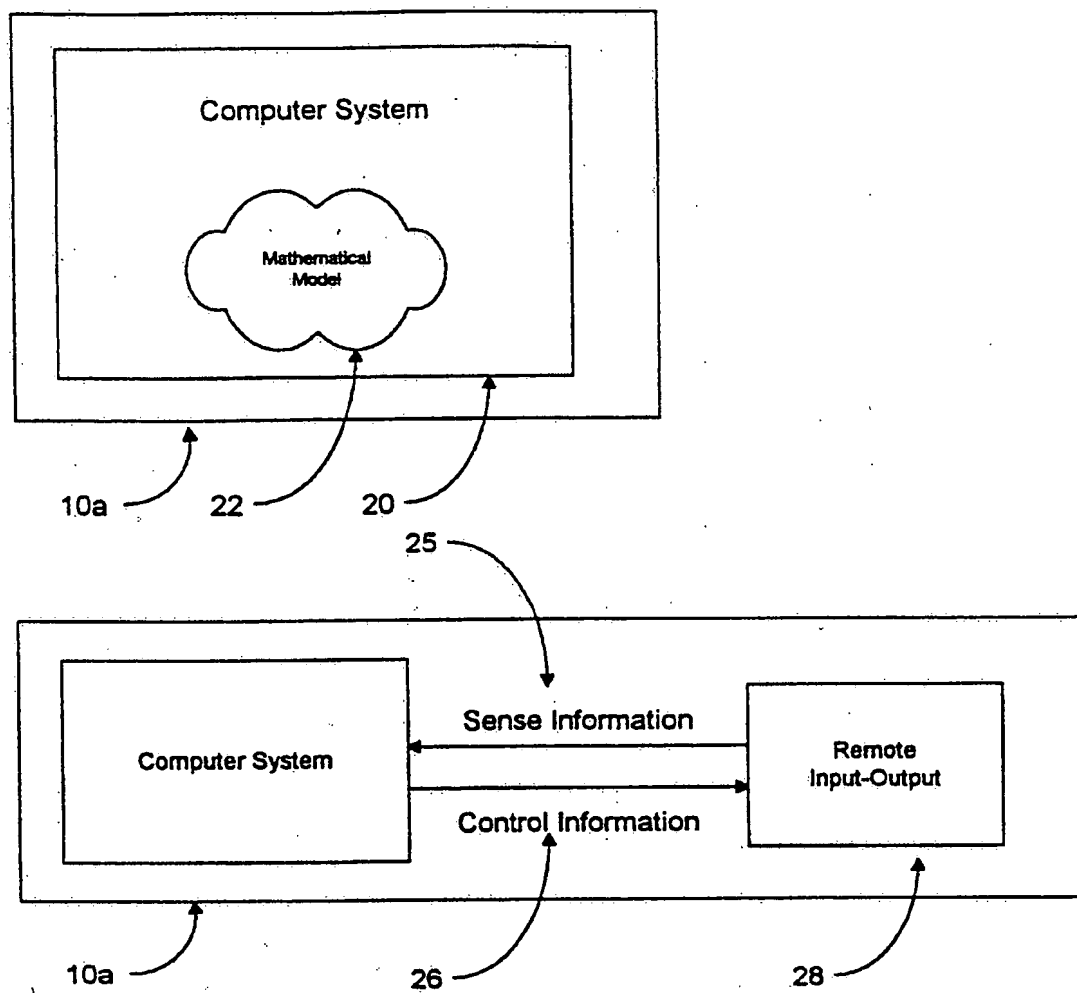 Computer System
Mathematical
Model
10a
22
20
25
Sense Information
Computer System
Remote
Input-Output
Control Information
10a
26
28